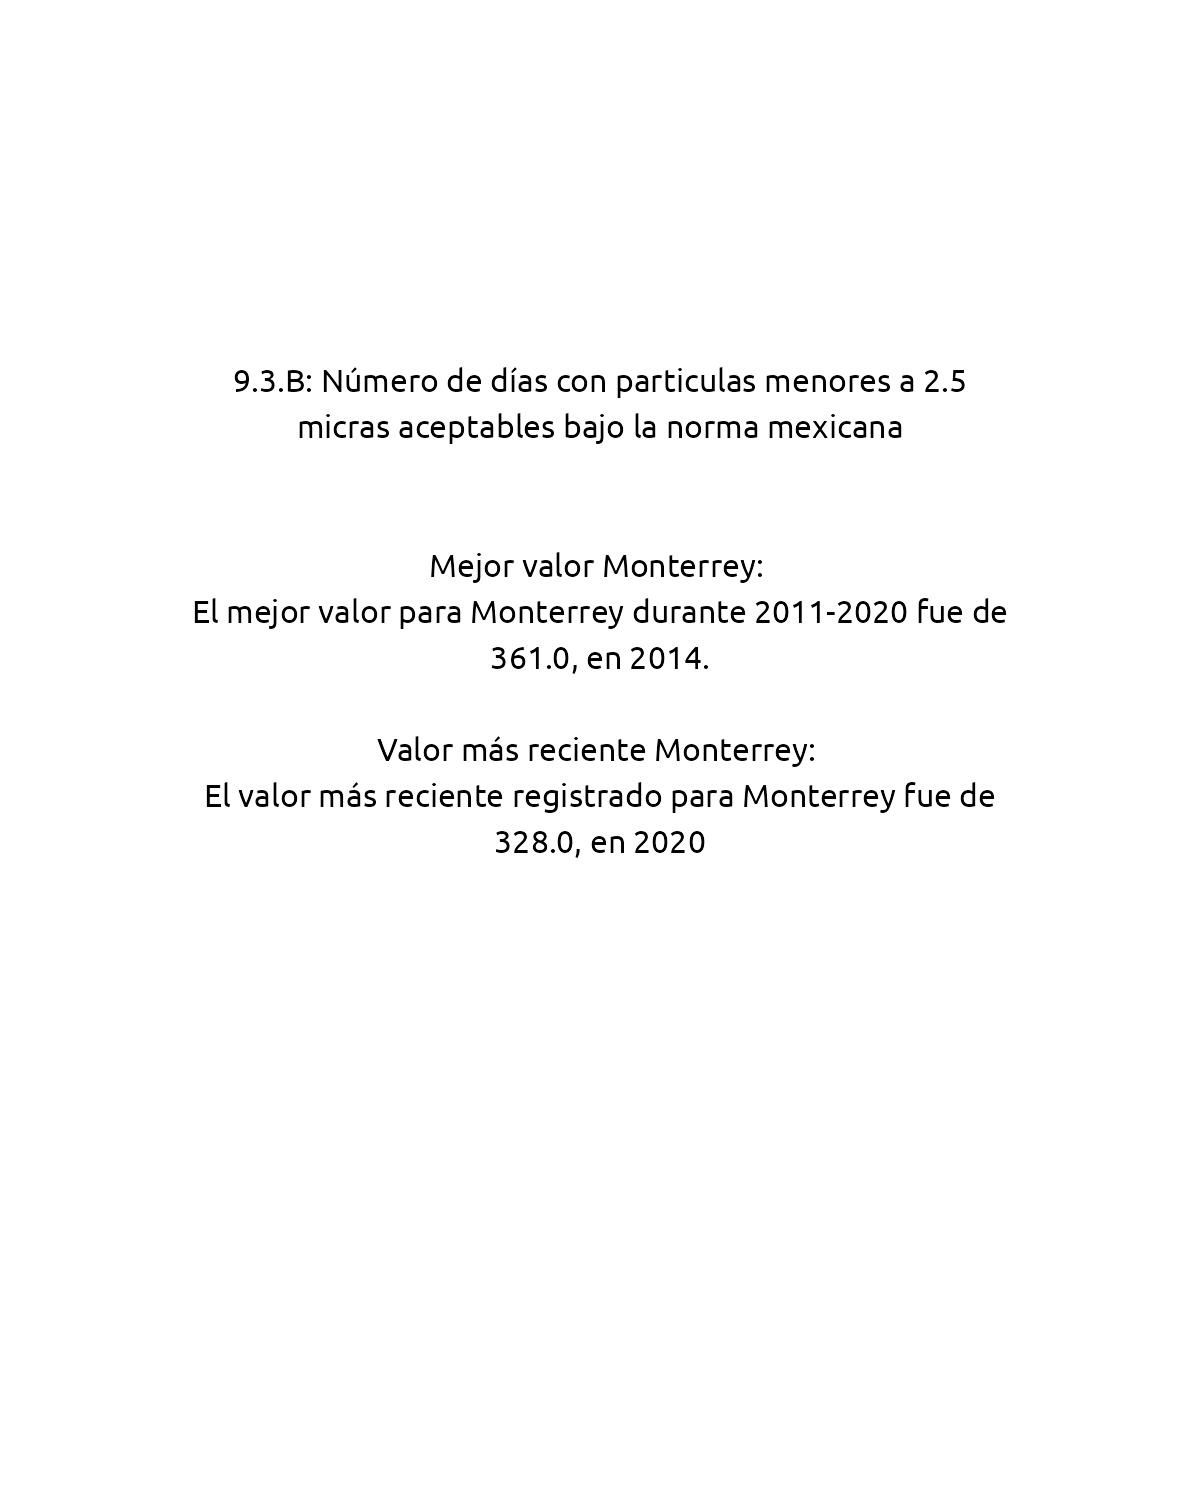 9.3.B: Número de días con particulas menores a 2.5
micras aceptables bajo la norma mexicana
Mejor valor Monterrey:
El mejor valor para Monterrey durante 2011-2020 fue de
361.0, en 2014.
Valor más reciente Monterrey:
El valor más reciente registrado para Monterrey fue de
328.0, en 2020